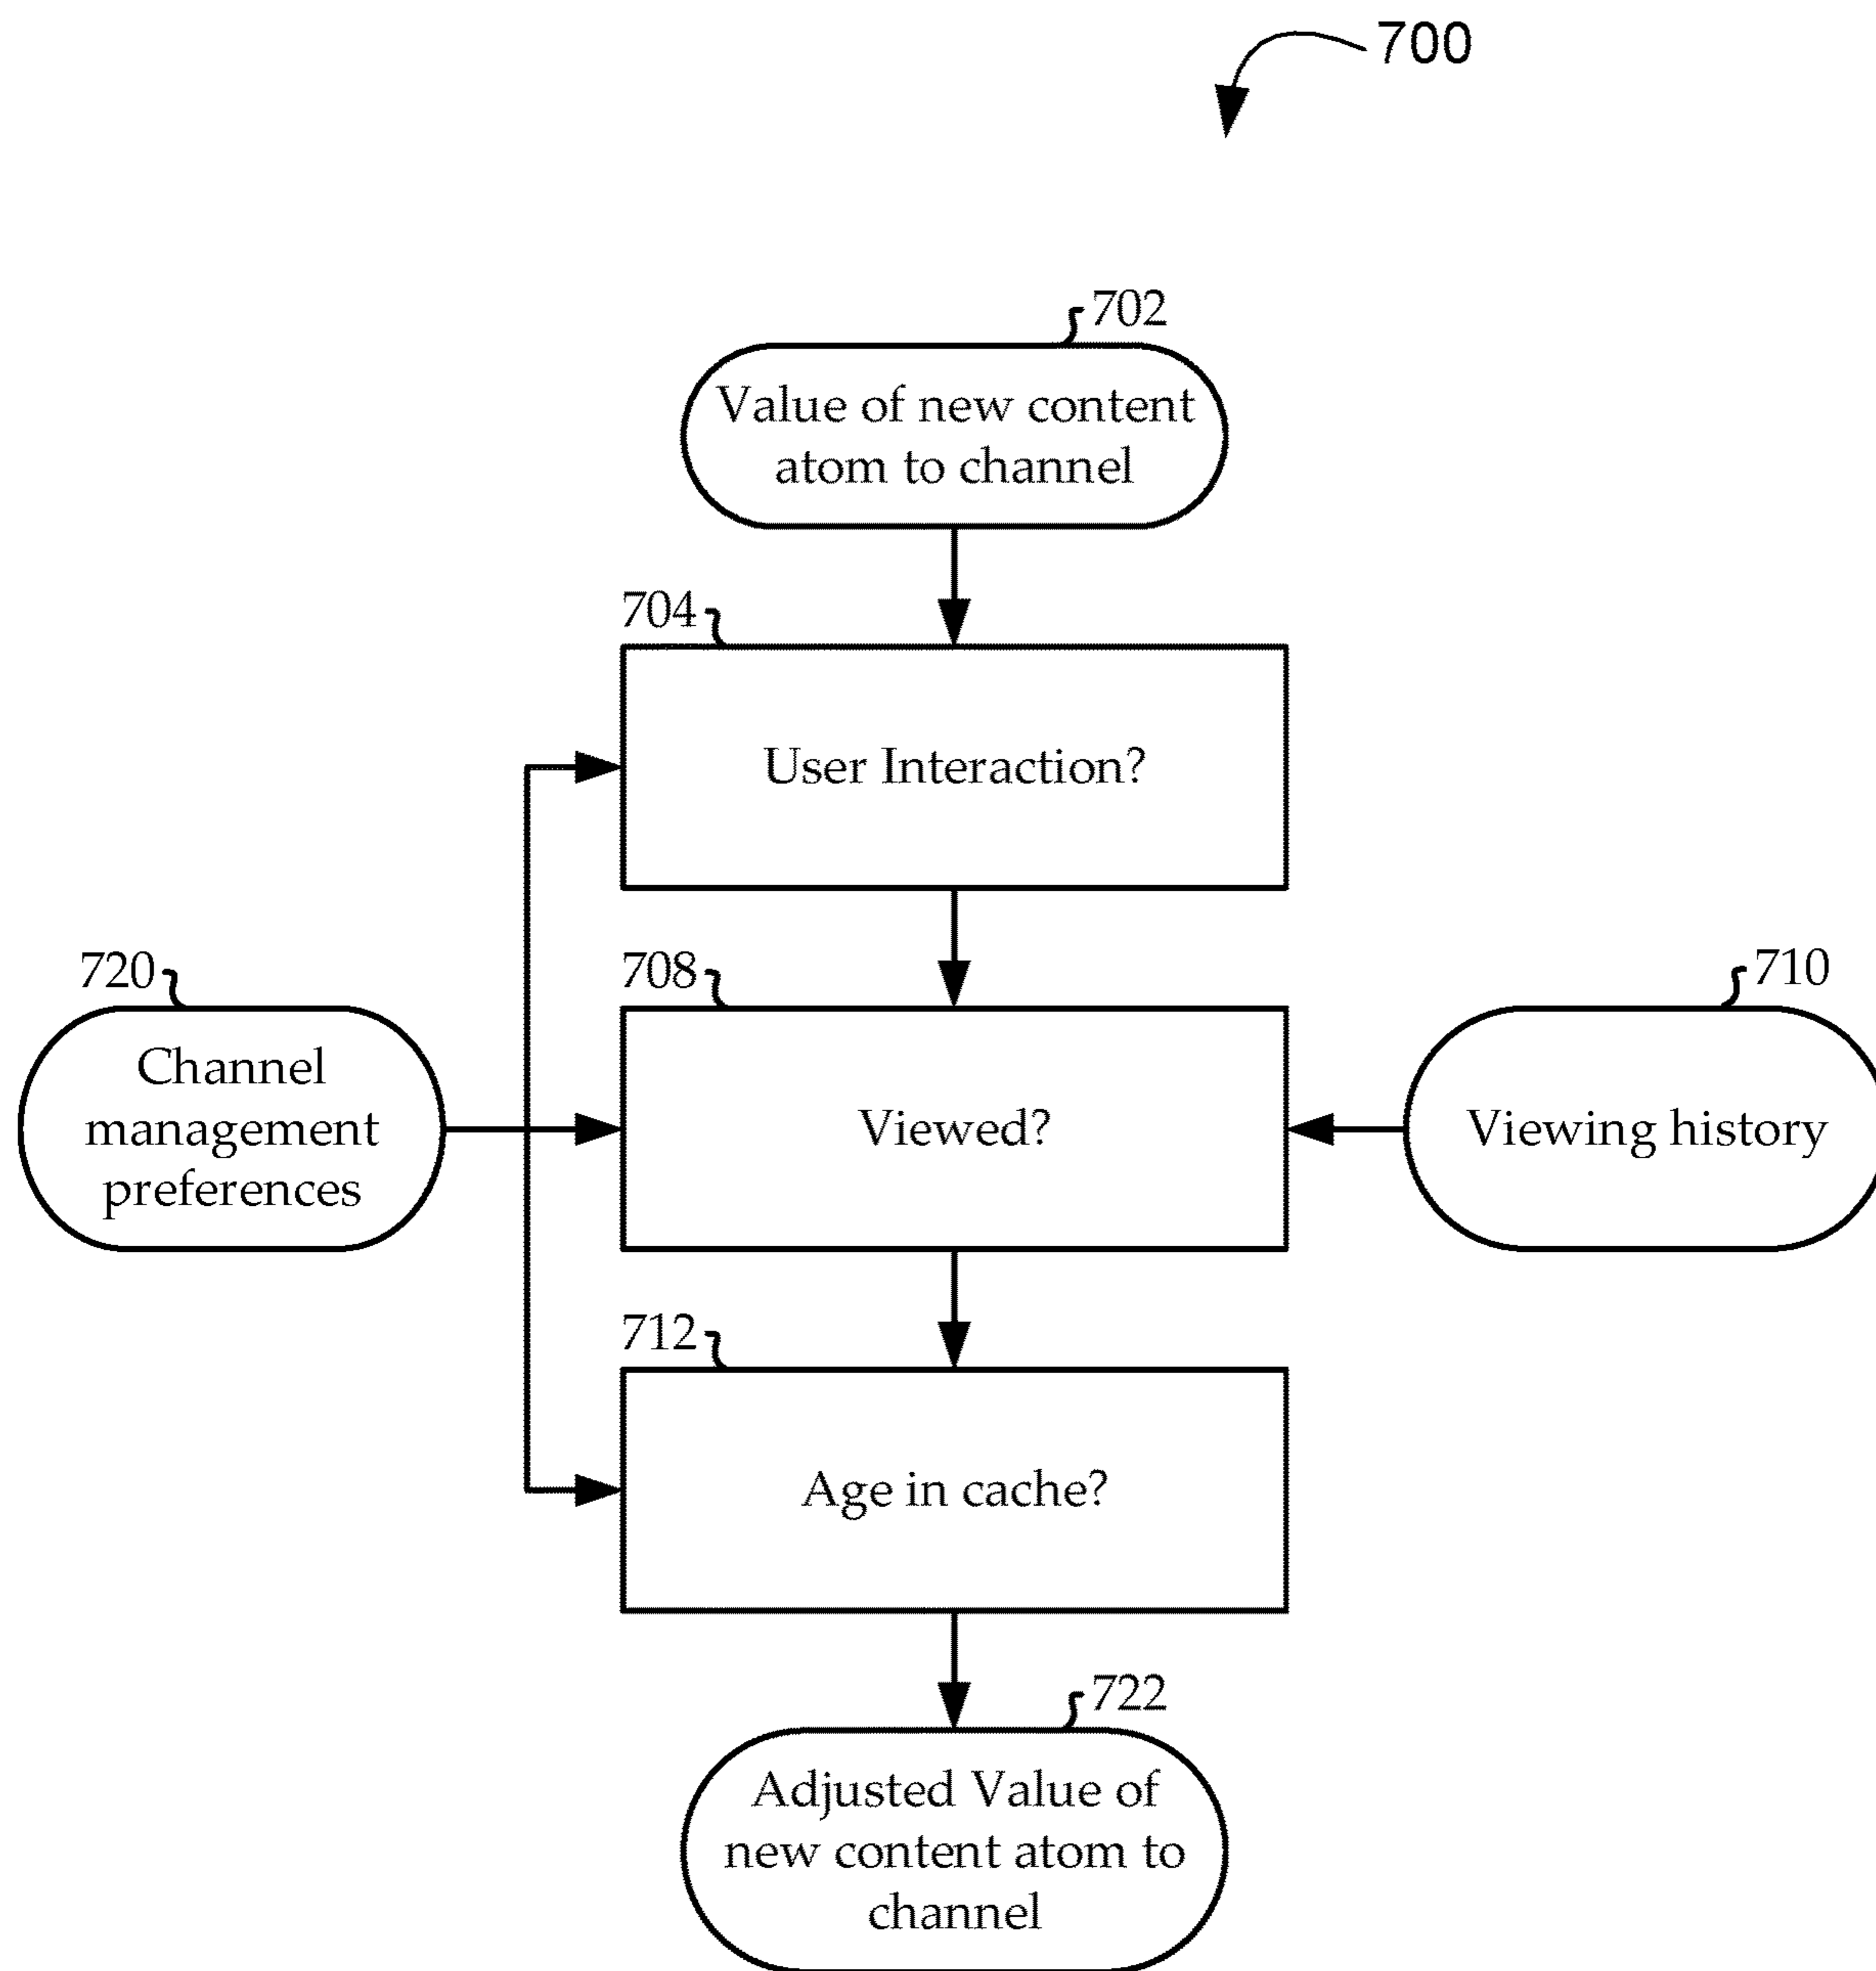 700
702
Value of new content
atom to channel
704
User Interaction?
720
708
710
Channel
management
preferences
Viewed?
Viewing history
712
Age in cache?
722
Adjusted Value of
new content atom to
channel